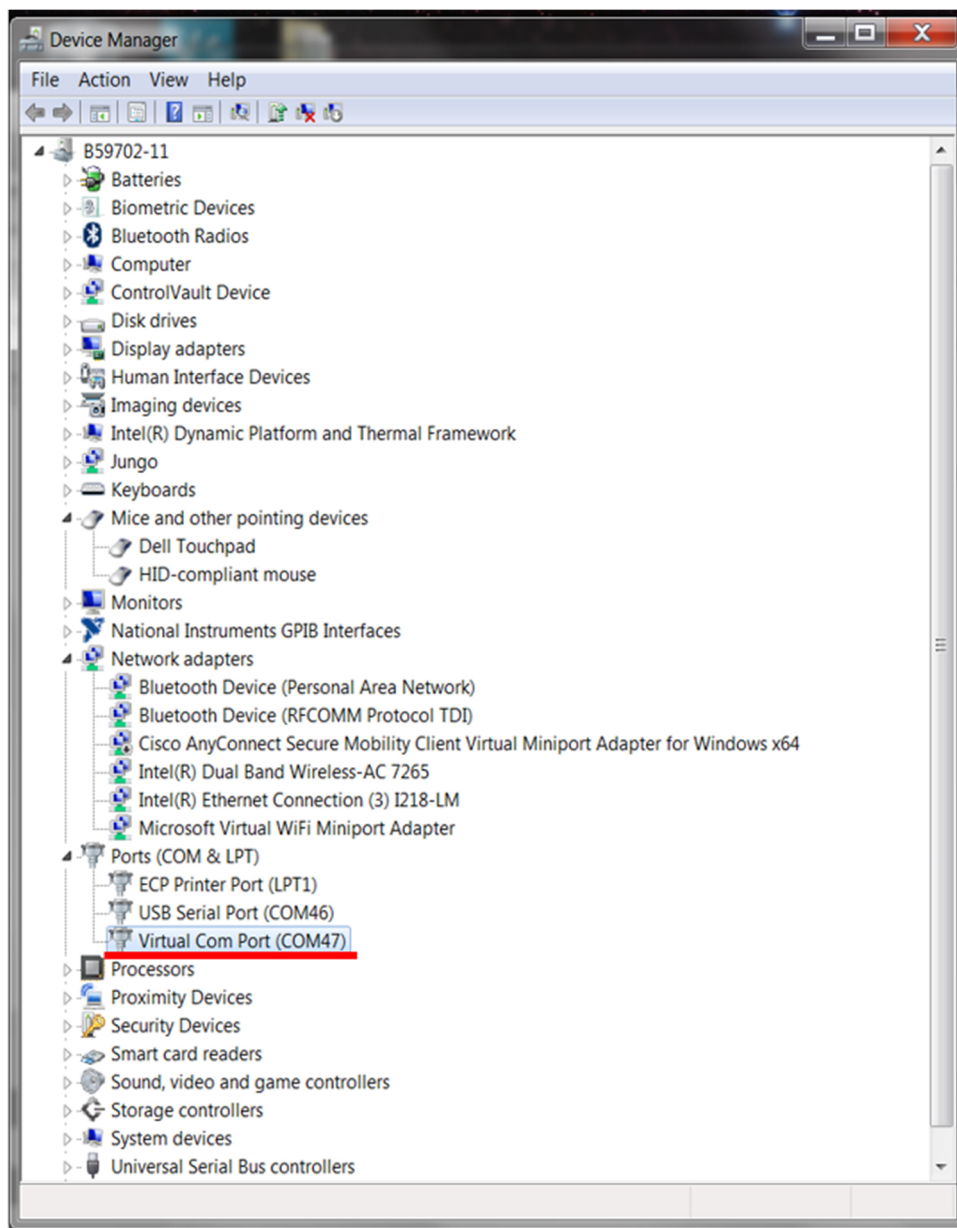 Device Manager
File Action View Help
B59702-11
Batteries
Biometric Devices
Bluetooth Radios
Computer
ControlVault Device
Disk drives
Display adapters
Human Interface Devices
Imaging devices
Intel(R) Dynamic Platform and Thermal Framework
Jungo
Keyboards
Mice and other pointing devices
Dell Touchpad
HID-compliant mouse
Monitors
National Instruments GPIB Interfaces
Network adapters
Bluetooth Device (Personal Area Network)
Bluetooth Device (RFCOMM Protocol TDI)
Cisco AnyConnect Secure Mobility Client Virtual Miniport Adapter for Windows x64
Intel(R) Dual Band Wireless-AC 7265
Intel(R) Ethernet Connection (3) I218-LM
Microsoft Virtual WiFi Miniport Adapter
Ports (COM & LPT)
ECP Printer Port (LPT1)
USB Serial Port (COM46)
Virtual Com Port (COM47)
Processors
Proximity Devices
Security Devices
Smart card readers
Sound, video and game controllers
Storage controllers
System devices
Universal Serial Bus controllers